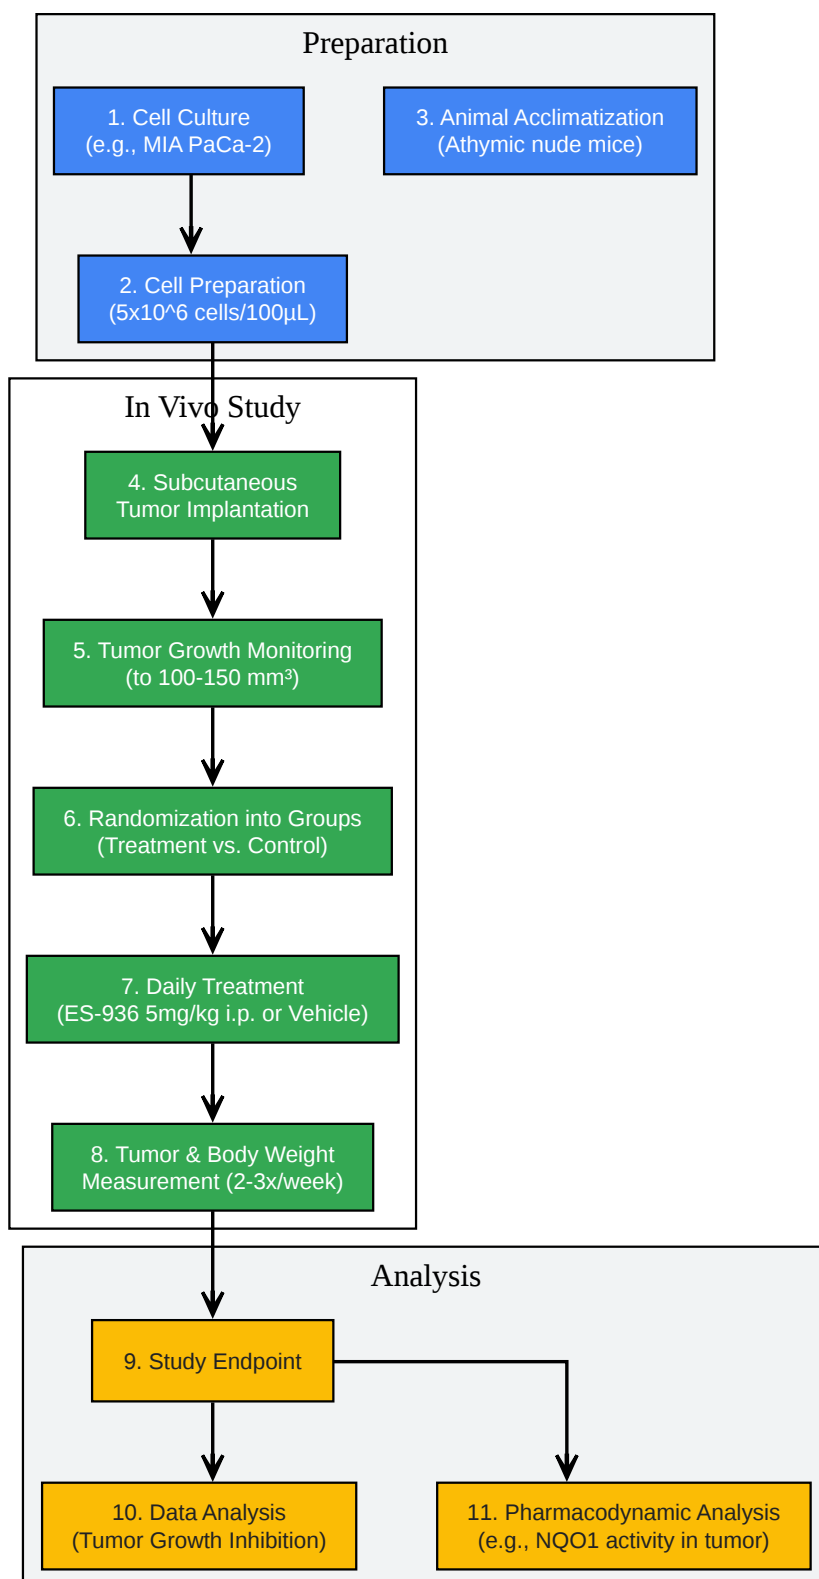 Preparation
1. Cell Culture
(e.g., MIA PaCa-2)
3. Animal Acclimatization
(Athymic nude mice)
2. Cell Preparation
(5x10^6 cells/100µL)
In Vivo Study
4. Subcutaneous
Tumor Implantation
5. Tumor Growth Monitoring
(to 100-150 mm³)
6. Randomization into Groups
(Treatment vs. Control)
7. Daily Treatment
(ES-936 5mg/kg i.p. or Vehicle)
8. Tumor & Body Weight
Measurement (2-3x/week)
Analysis
9. Study Endpoint
10. Data Analysis
(Tumor Growth Inhibition)
11. Pharmacodynamic Analysis
(e.g., NQO1 activity in tumor)